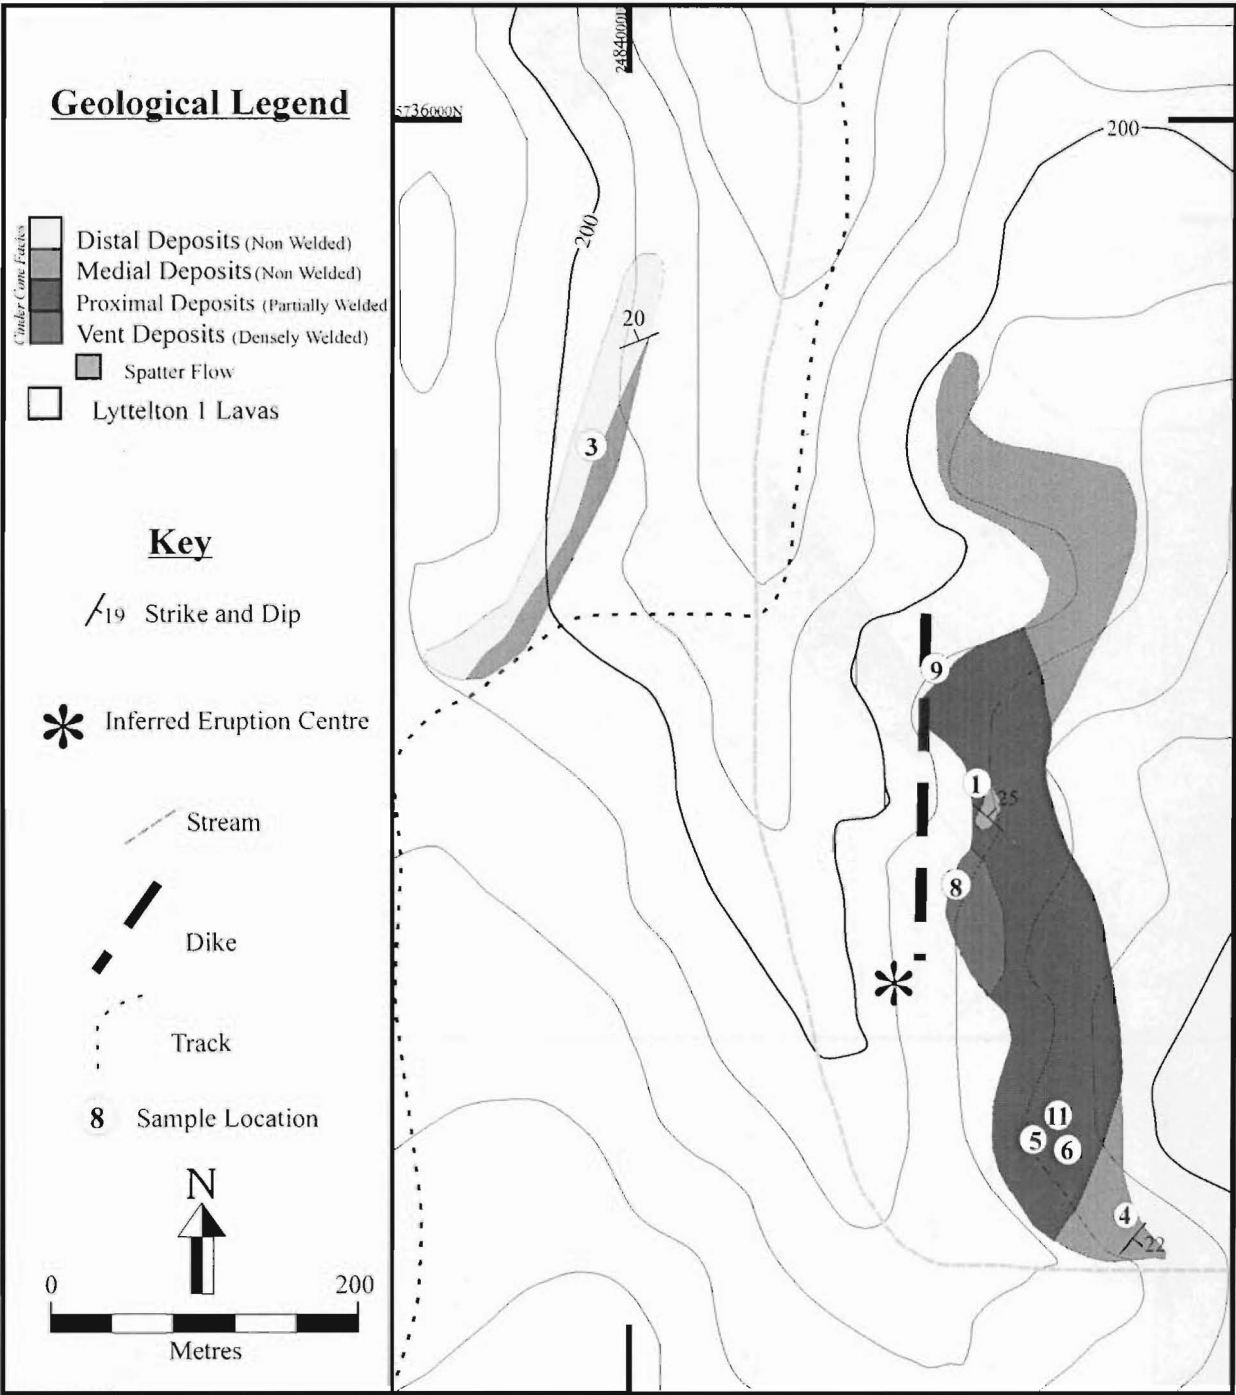 Geological Legend
Cinder Cone Facies
Distal Deposits (Non Welded)
Medial Deposits (Non Welded)
Proximal Deposits (Partially Welded
Vent Deposits (Densely Welded)
Spatter Flow
Lyttelton 1 Lavas
Key
19 Strike and Dip
Inferred Eruption Centre
Stream
Dike
Track
8 Sample Location
N
0 200
Metres
5736000N
200
200
20
3
9
1
25
8
11
5
6
4
22